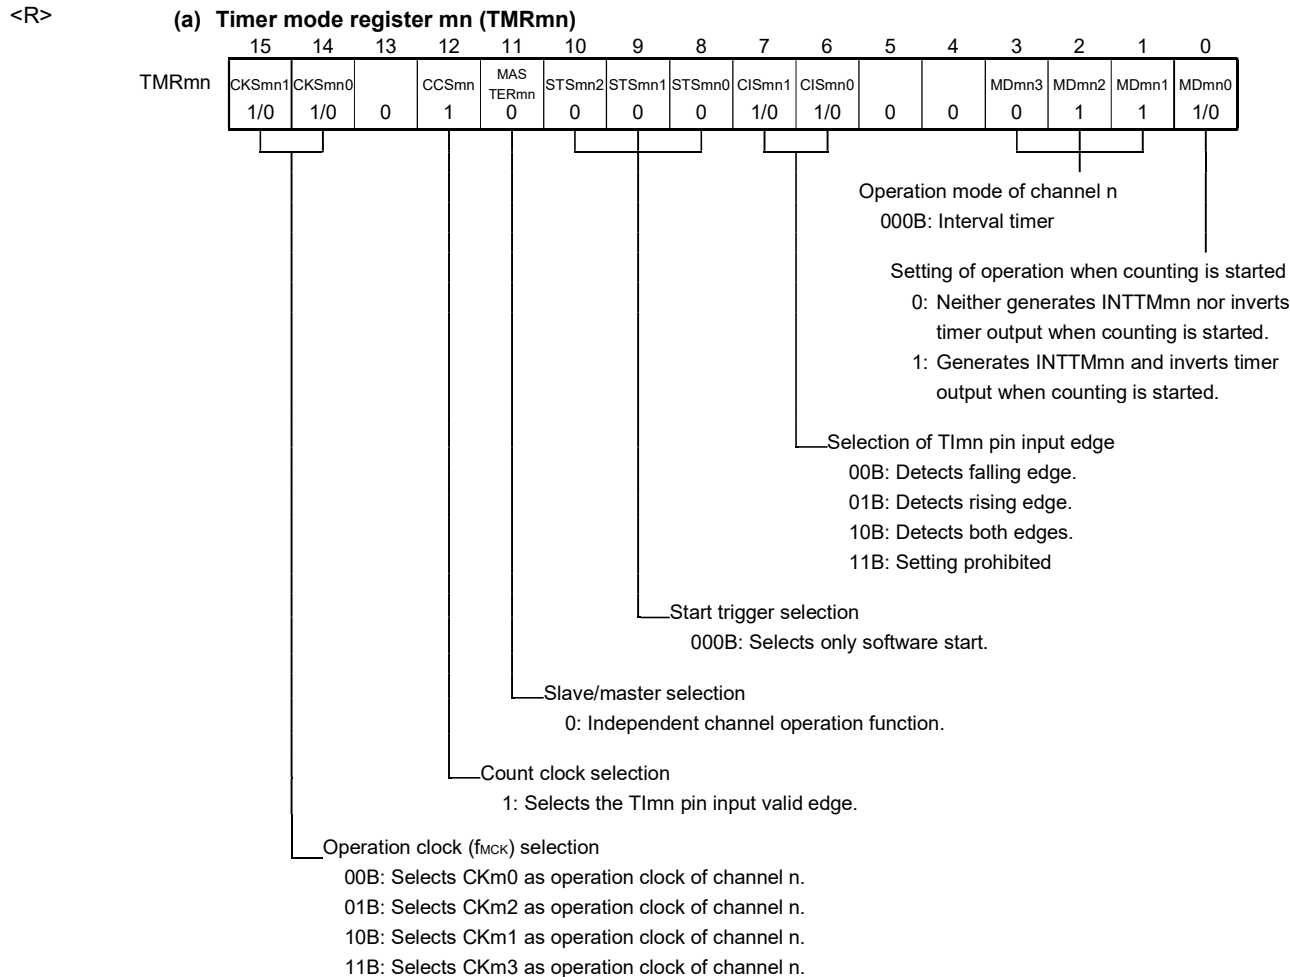 <R>
(a) Timer mode register mn (TMRmn)
15 14 13 12 11 10 9 8 7 6 5 4 3 2 1 0
TMRmn CKSmn1 CKSmn0 CCSmn MAS TERmn STSmn2 STSmn1 STSmn0 CISmn1 CISmn0 MDmn3 MDmn2 MDmn1 MDmn0
1/0 1/0 0 1 0 0 0 0 1/0 1/0 0 0 0 1 1 1/0
Operation mode of channel n
000B: Interval timer
Setting of operation when counting is started
0: Neither generates INTTMmn nor inverts
timer output when counting is started.
1: Generates INTTMmn and inverts timer
output when counting is started.
Selection of TImn pin input edge
00B: Detects falling edge.
01B: Detects rising edge.
10B: Detects both edges.
11B: Setting prohibited
Start trigger selection
000B: Selects only software start.
Slave/master selection
0: Independent channel operation function.
Count clock selection
1: Selects the TImn pin input valid edge.
Operation clock (fMCK) selection
00B: Selects CKm0 as operation clock of channel n.
01B: Selects CKm2 as operation clock of channel n.
10B: Selects CKm1 as operation clock of channel n.
11B: Selects CKm3 as operation clock of channel n.